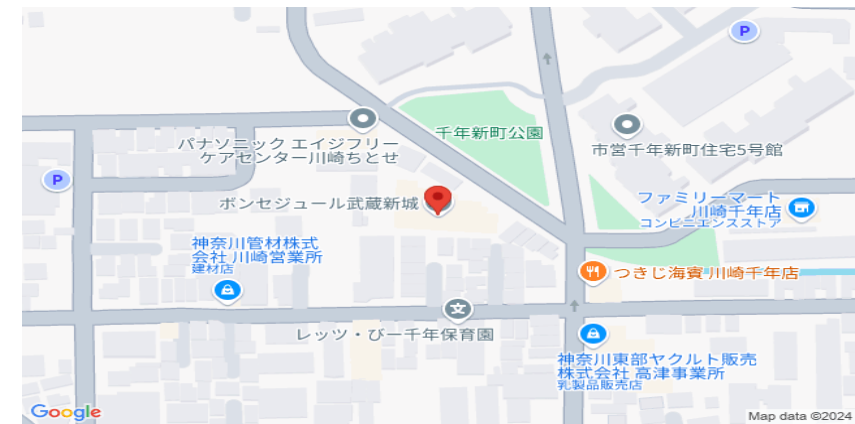 P
千年新町公園
パナソニック エイジフリー
ケアセンター川崎ちとせ
市営千年新町住宅5号館
P
ボンセジュール武蔵新城
ファミリーマート
川崎千年店
コンビニエンスストア
神奈川管材株式
会社 川崎営業所
建材店
つきじ海賓 川崎千年店
文
レッツ・びー千年保育園
神奈川東部ヤクルト販売
株式会社 高津事業所
乳製品販売店
Google
Map data ©2024